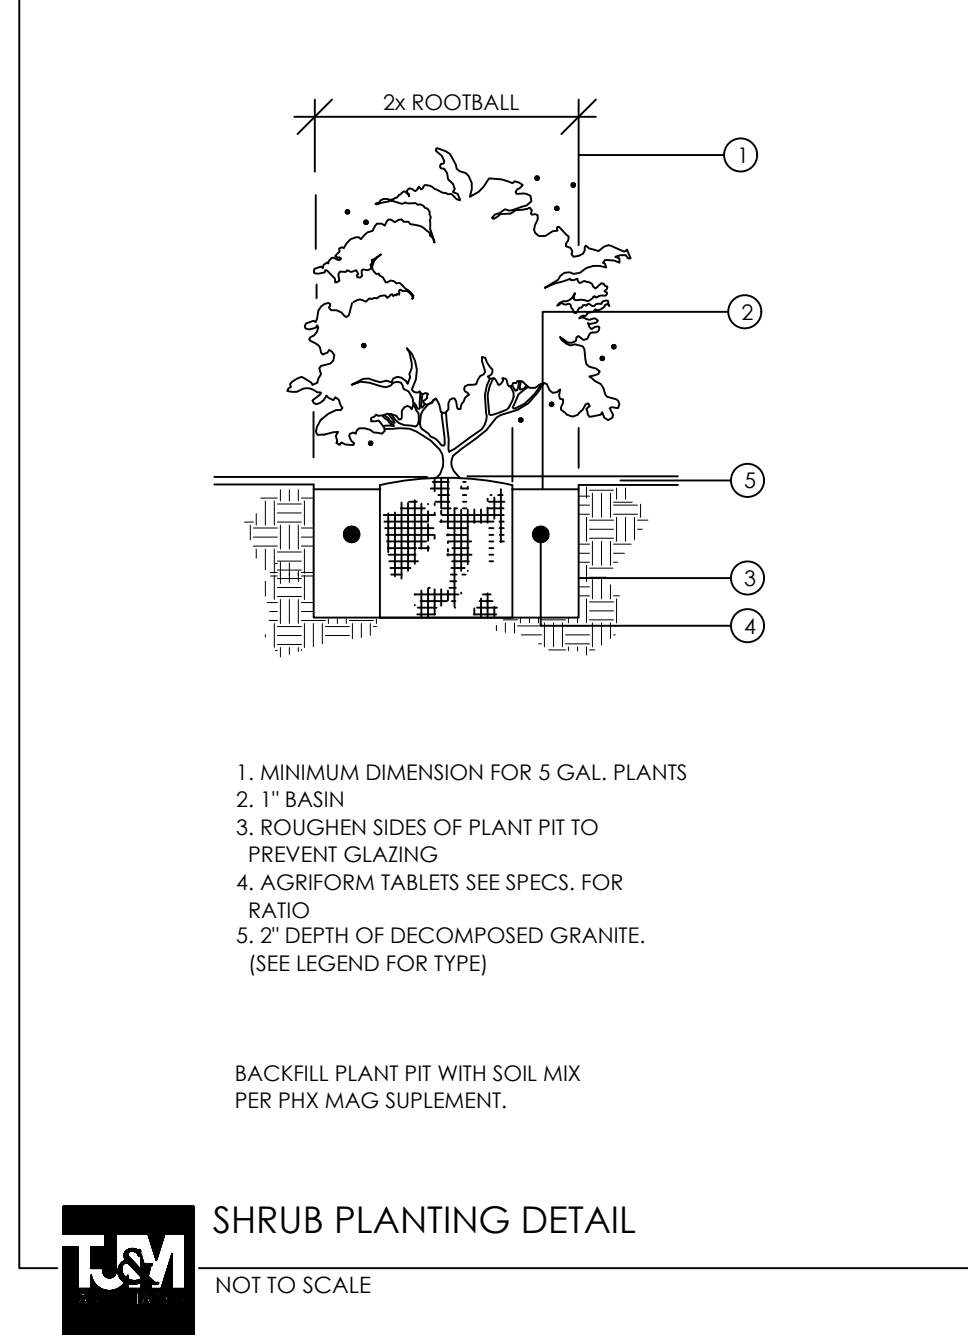 2x ROOTBALL
1
2
5
3
4
1. MINIMUM DIMENSION FOR 5 GAL. PLANTS
2. 1" BASIN
3. ROUGHEN SIDES OF PLANT PIT TO
PREVENT GLAZING
4. AGRIFORM TABLETS SEE SPECS. FOR
RATIO
5. 2" DEPTH OF DECOMPOSED GRANITE.
(SEE LEGEND FOR TYPE)
BACKFILL PLANT PIT WITH SOIL MIX
PER PHX MAG SUPLEMENT.
SHRUB PLANTING DETAIL
TJ&M
NOT TO SCALE